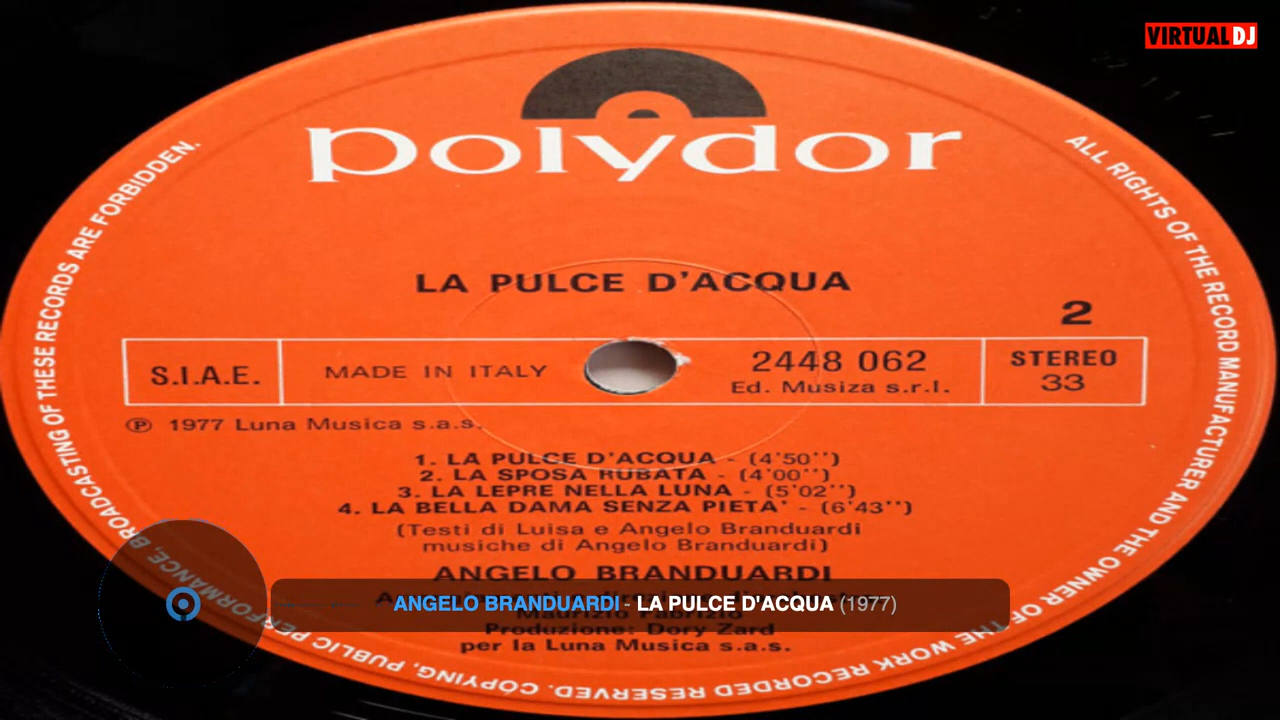 VIRTUAL DJ
polydor
ALL RIGHTS OF THE RECORD MANUFACTURER AND THE OWNER OF THE WORK RECORDED RESERVED. COPYING, PUBLIC PERFORMANCE, BROADCASTING OF THESE RECORDS ARE FORBIDDEN.
LA PULCE D'ACQUA
2
S.I.A.E.
MADE IN ITALY
2448 062
Ed. Musiza s.r.l.
STEREO
33
℗ 1977 Luna Musica s.a.s.
1. LA PULCE D'ACQUA - (4'50'')
2. LA SPOSA RUBATA - (4'00'')
3. LA LEPRE NELLA LUNA - (5'02'')
4. LA BELLA DAMA SENZA PIETA' - (6'43'')
(Testi di Luisa e Angelo Branduardi
musiche di Angelo Branduardi)
ANGELO BRANDUARDI
ANGELO BRANDUARDI - LA PULCE D'ACQUA (1977)
Maurizio Fabrizio
Produzione: Dory Zard
per la Luna Musica s.a.s.